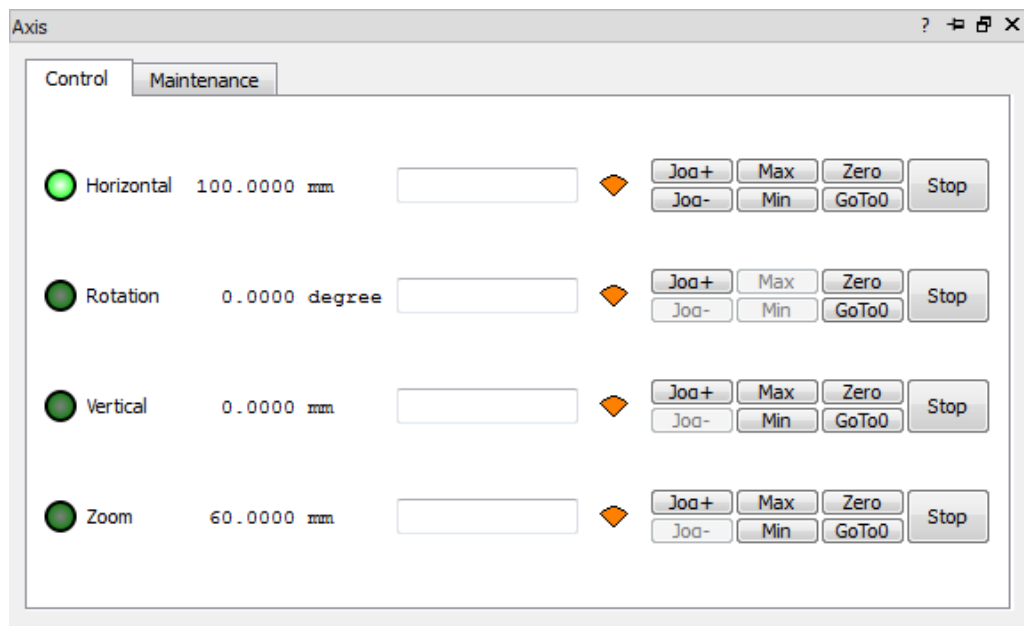 Axis ?
Control Maintenance
Horizontal 100.0000 mm
Jog+ Max Zero
Jog- Min GoTo0
Stop
Rotation 0.0000 degree
Jog+ Max Zero
Jog- Min GoTo0
Stop
Vertical 0.0000 mm
Jog+ Max Zero
Jog- Min GoTo0
Stop
Zoom 60.0000 mm
Jog+ Max Zero
Jog- Min GoTo0
Stop